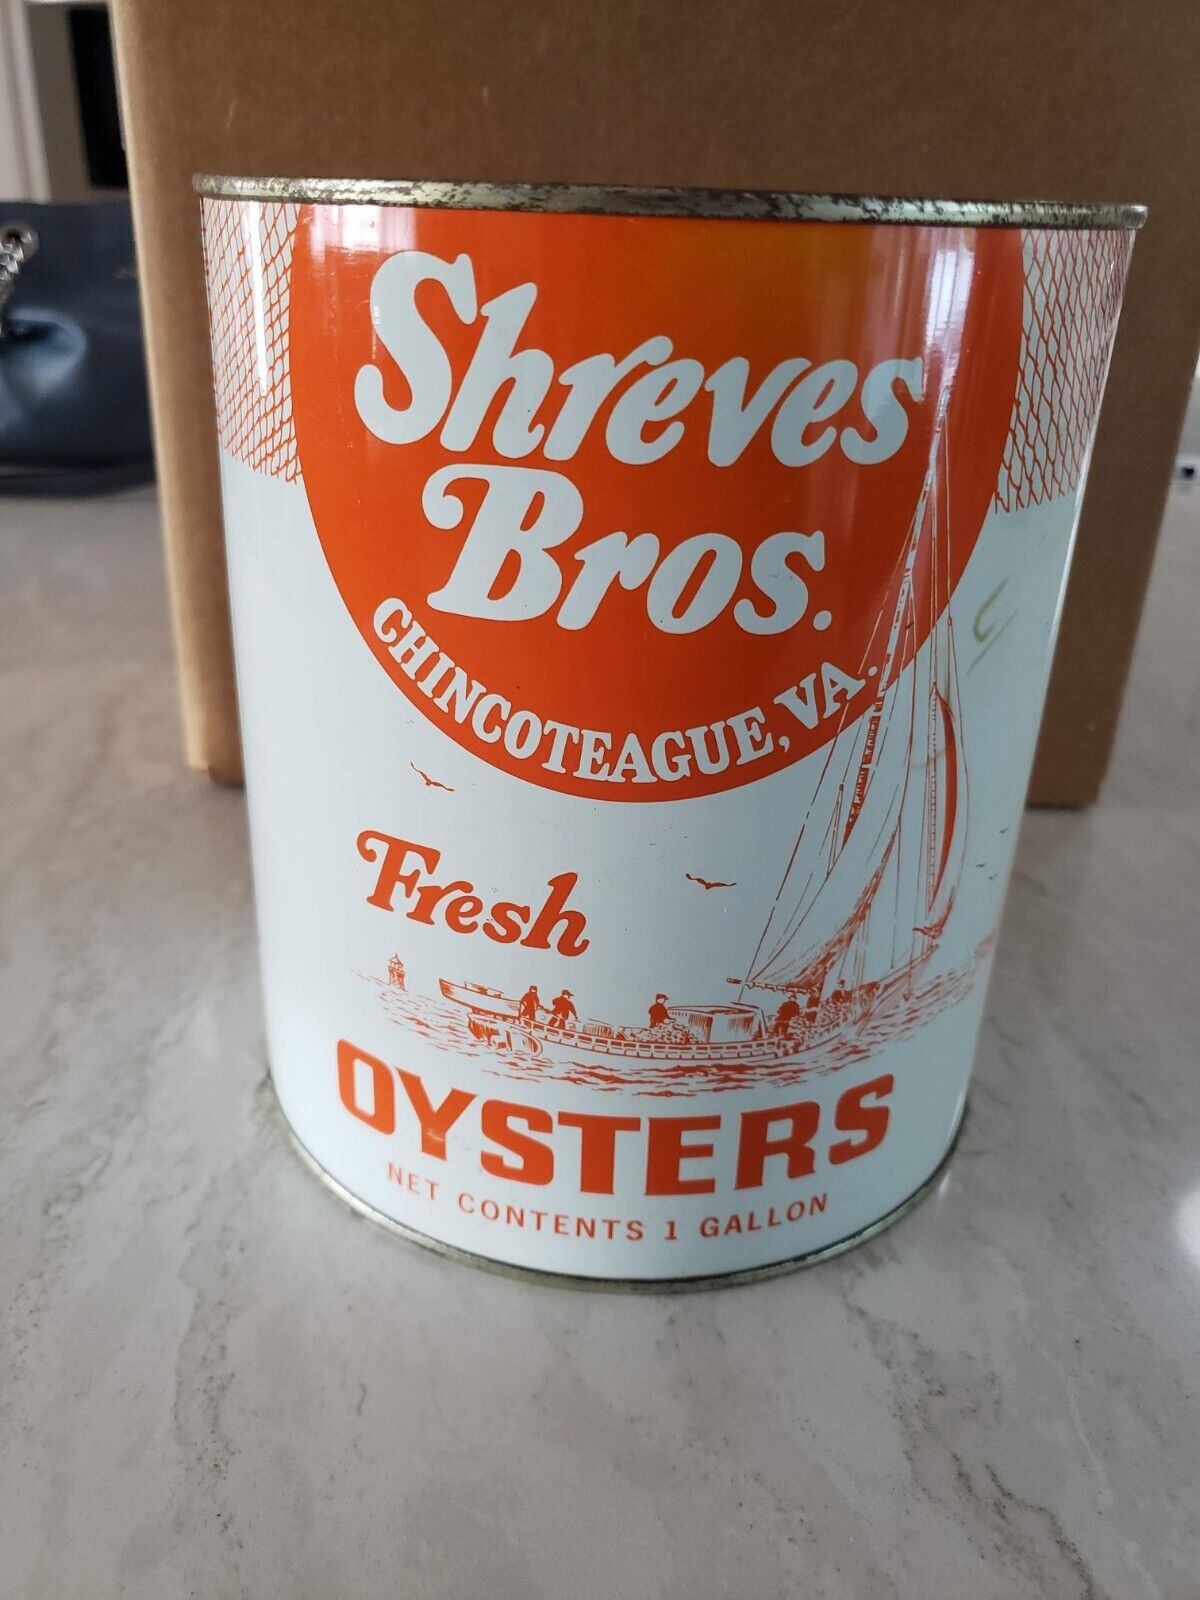 Shreves
Bros.
CHINCOTEAGUE, VA.
Fresh
OYSTERS
NET CONTENTS 1 GALLON